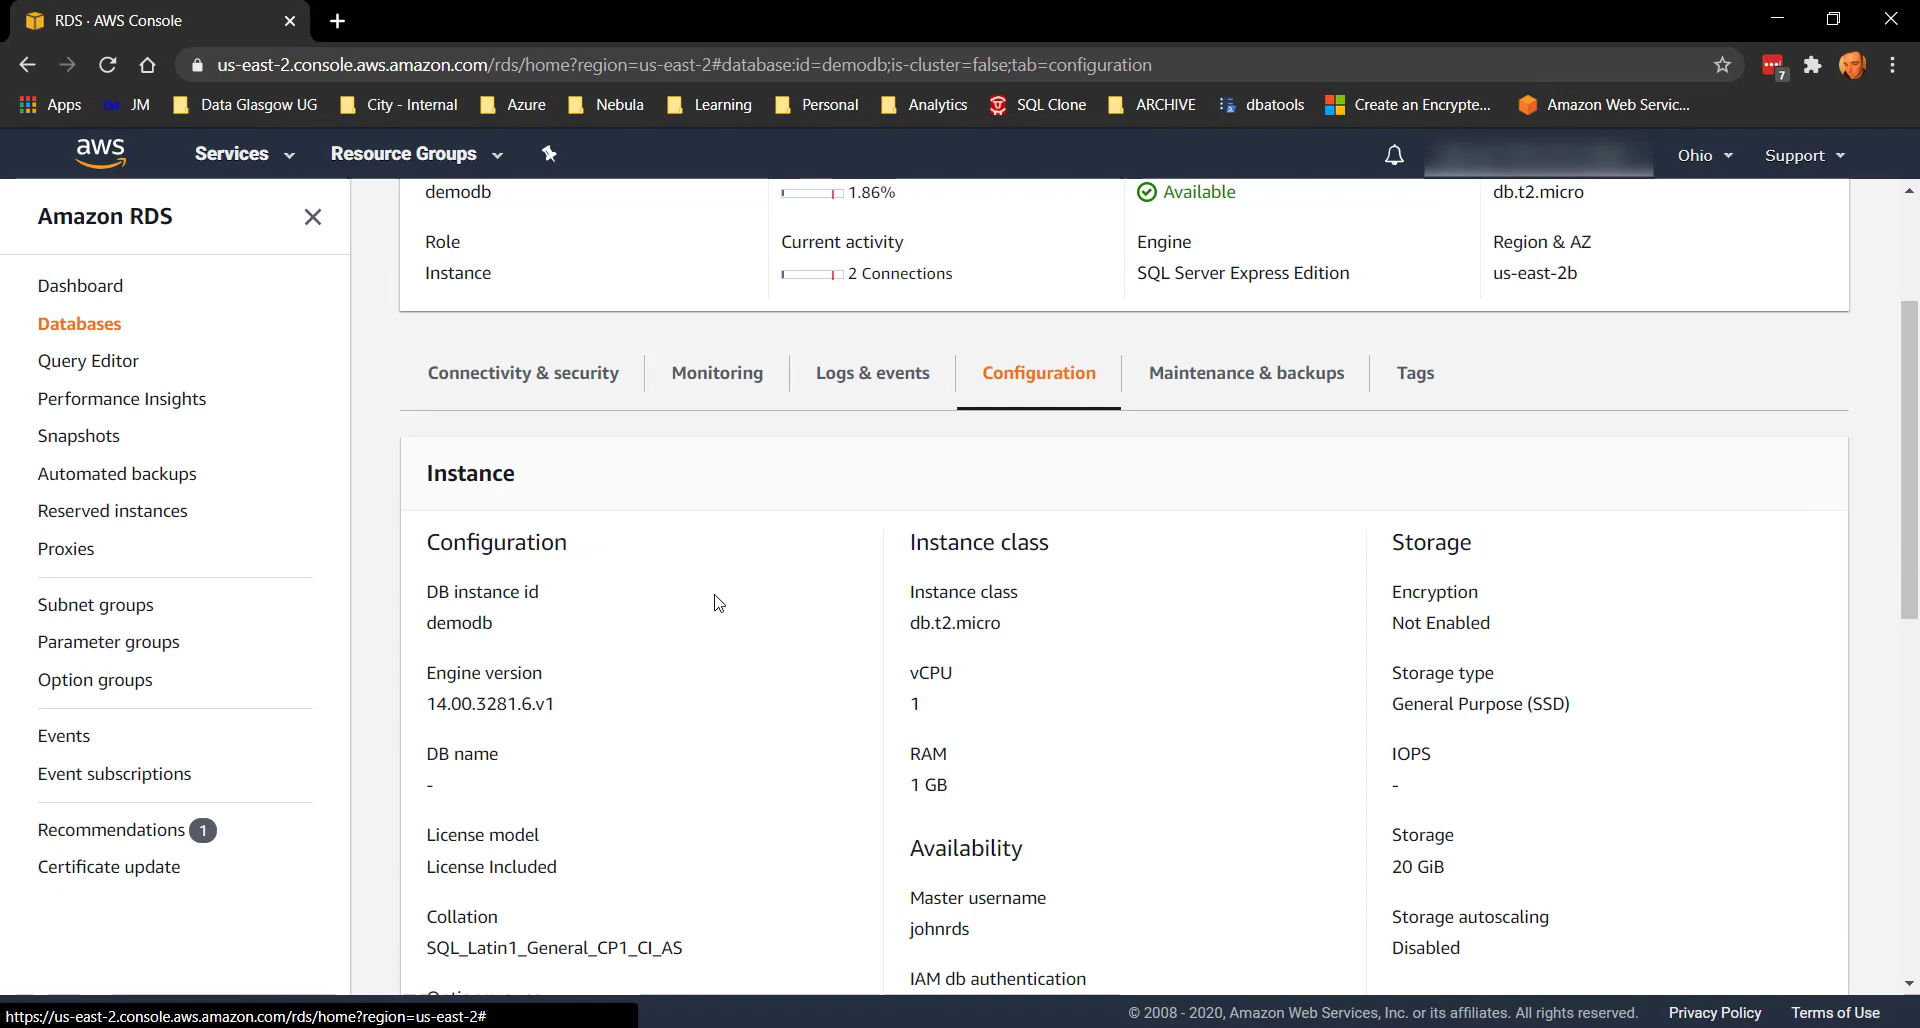 RDS · AWS Console
us-east-2.console.aws.amazon.com/rds/home?region=us-east-2#database:id=demodb;is-cluster=false;tab=configuration
7
Apps JM Data Glasgow UG City - Internal Azure Nebula Learning Personal Analytics SQL Clone ARCHIVE dbatools Create an Encrypte... Amazon Web Servic...
aws Services Resource Groups Ohio Support
Amazon RDS
Dashboard
Databases
Query Editor
Performance Insights
Snapshots
Automated backups
Reserved instances
Proxies
Subnet groups
Parameter groups
Option groups
Events
Event subscriptions
Recommendations 1
Certificate update
demodb 1.86% Available db.t2.micro
Role Current activity Engine Region & AZ
Instance 2 Connections SQL Server Express Edition us-east-2b
Connectivity & security Monitoring Logs & events Configuration Maintenance & backups Tags
Instance
Configuration
DB instance id
demodb
Engine version
14.00.3281.6.v1
DB name
-
License model
License Included
Collation
SQL_Latin1_General_CP1_CI_AS
Instance class
Instance class
db.t2.micro
vCPU
1
RAM
1 GB
Availability
Master username
johnrds
IAM db authentication
Storage
Encryption
Not Enabled
Storage type
General Purpose (SSD)
IOPS
-
Storage
20 GiB
Storage autoscaling
Disabled
https://us-east-2.console.aws.amazon.com/rds/home?region=us-east-2#
© 2008 - 2020, Amazon Web Services, Inc. or its affiliates. All rights reserved. Privacy Policy Terms of Use